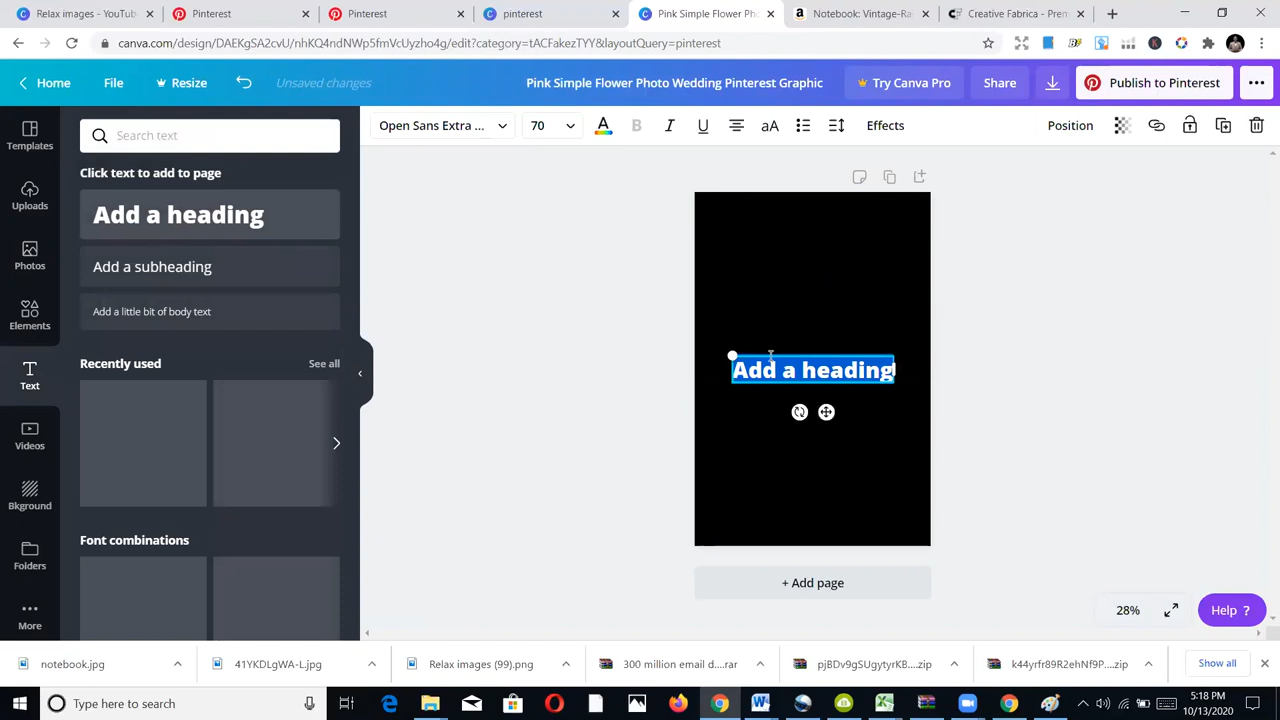 Relax images - YouTu
Pinterest
Pinterest
pinterest
Pink Simple Flower Pho
Notebook: Vintage-Ra
Creative Fabrica - Prem
canva.com/design/DAEKgSA2cvU/nhKQ4ndNWp5fmVcUyzho4g/edit?category=tACFakezTYY&layoutQuery=pinterest
Home
File
Resize
Unsaved changes
Pink Simple Flower Photo Wedding Pinterest Graphic
Try Canva Pro
Share
Publish to Pinterest
Templates
Uploads
Photos
Elements
Text
Videos
Bkground
Folders
More
Search text
Click text to add to page
Add a heading
Add a subheading
Add a little bit of body text
Recently used
See all
Font combinations
Open Sans Extra ...
70
A
B
I
U
aA
Effects
Position
Add a heading
+ Add page
28%
Help ?
notebook.jpg
41YKDLgWA-L.jpg
Relax images (99).png
300 million email d....rar
pjBDv9gSUgytyrKB....zip
k44yrfr89R2ehNf9P....zip
Show all
Type here to search
5:18 PM
10/13/2020